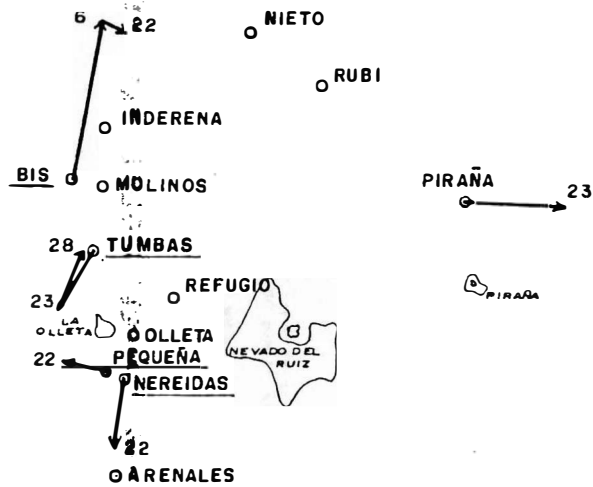 6
22
NIETO
RUBI
INDERENA
BIS
MOLINOS
PIRAÑA
23
28
TUMBAS
23
REFUGIO
PIRAÑA
LA
OLLETA
OLLETA
NEVADO DEL
RUIZ
22
PEQUEÑA
NEREIDAS
22
ARENALES